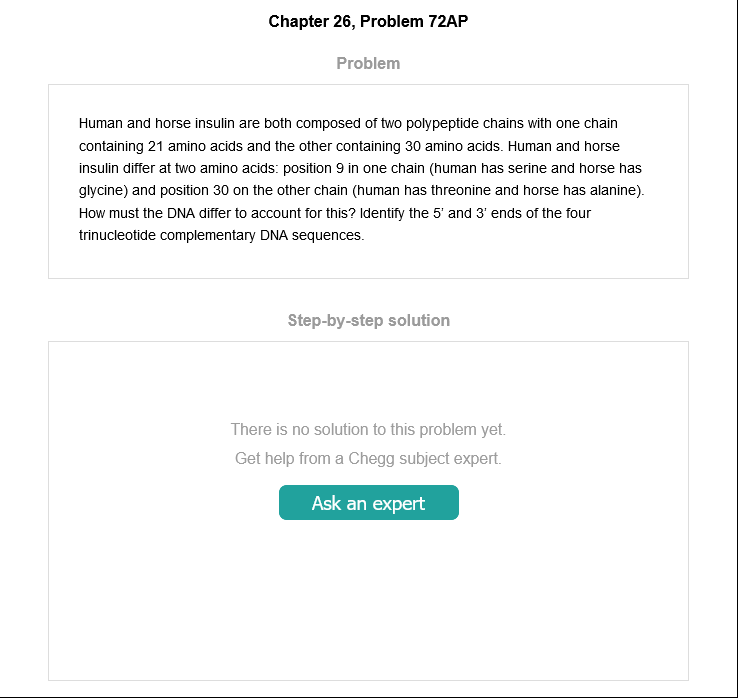 Chapter 26, Problem 72AP
Problem
Human and horse insulin are both composed of two polypeptide chains with one chain
containing 21 amino acids and the other containing 30 amino acids. Human and horse
insulin differ at two amino acids: position 9 in one chain (human has serine and horse has
glycine) and position 30 on the other chain (human has threonine and horse has alanine).
How must the DNA differ to account for this? Identify the 5’ and 3’ ends of the four
trinucleotide complementary DNA sequences.
Step-by-step solution
There is no solution to this problem yet.
Get help from a Chegg subject expert.
Ask an expert